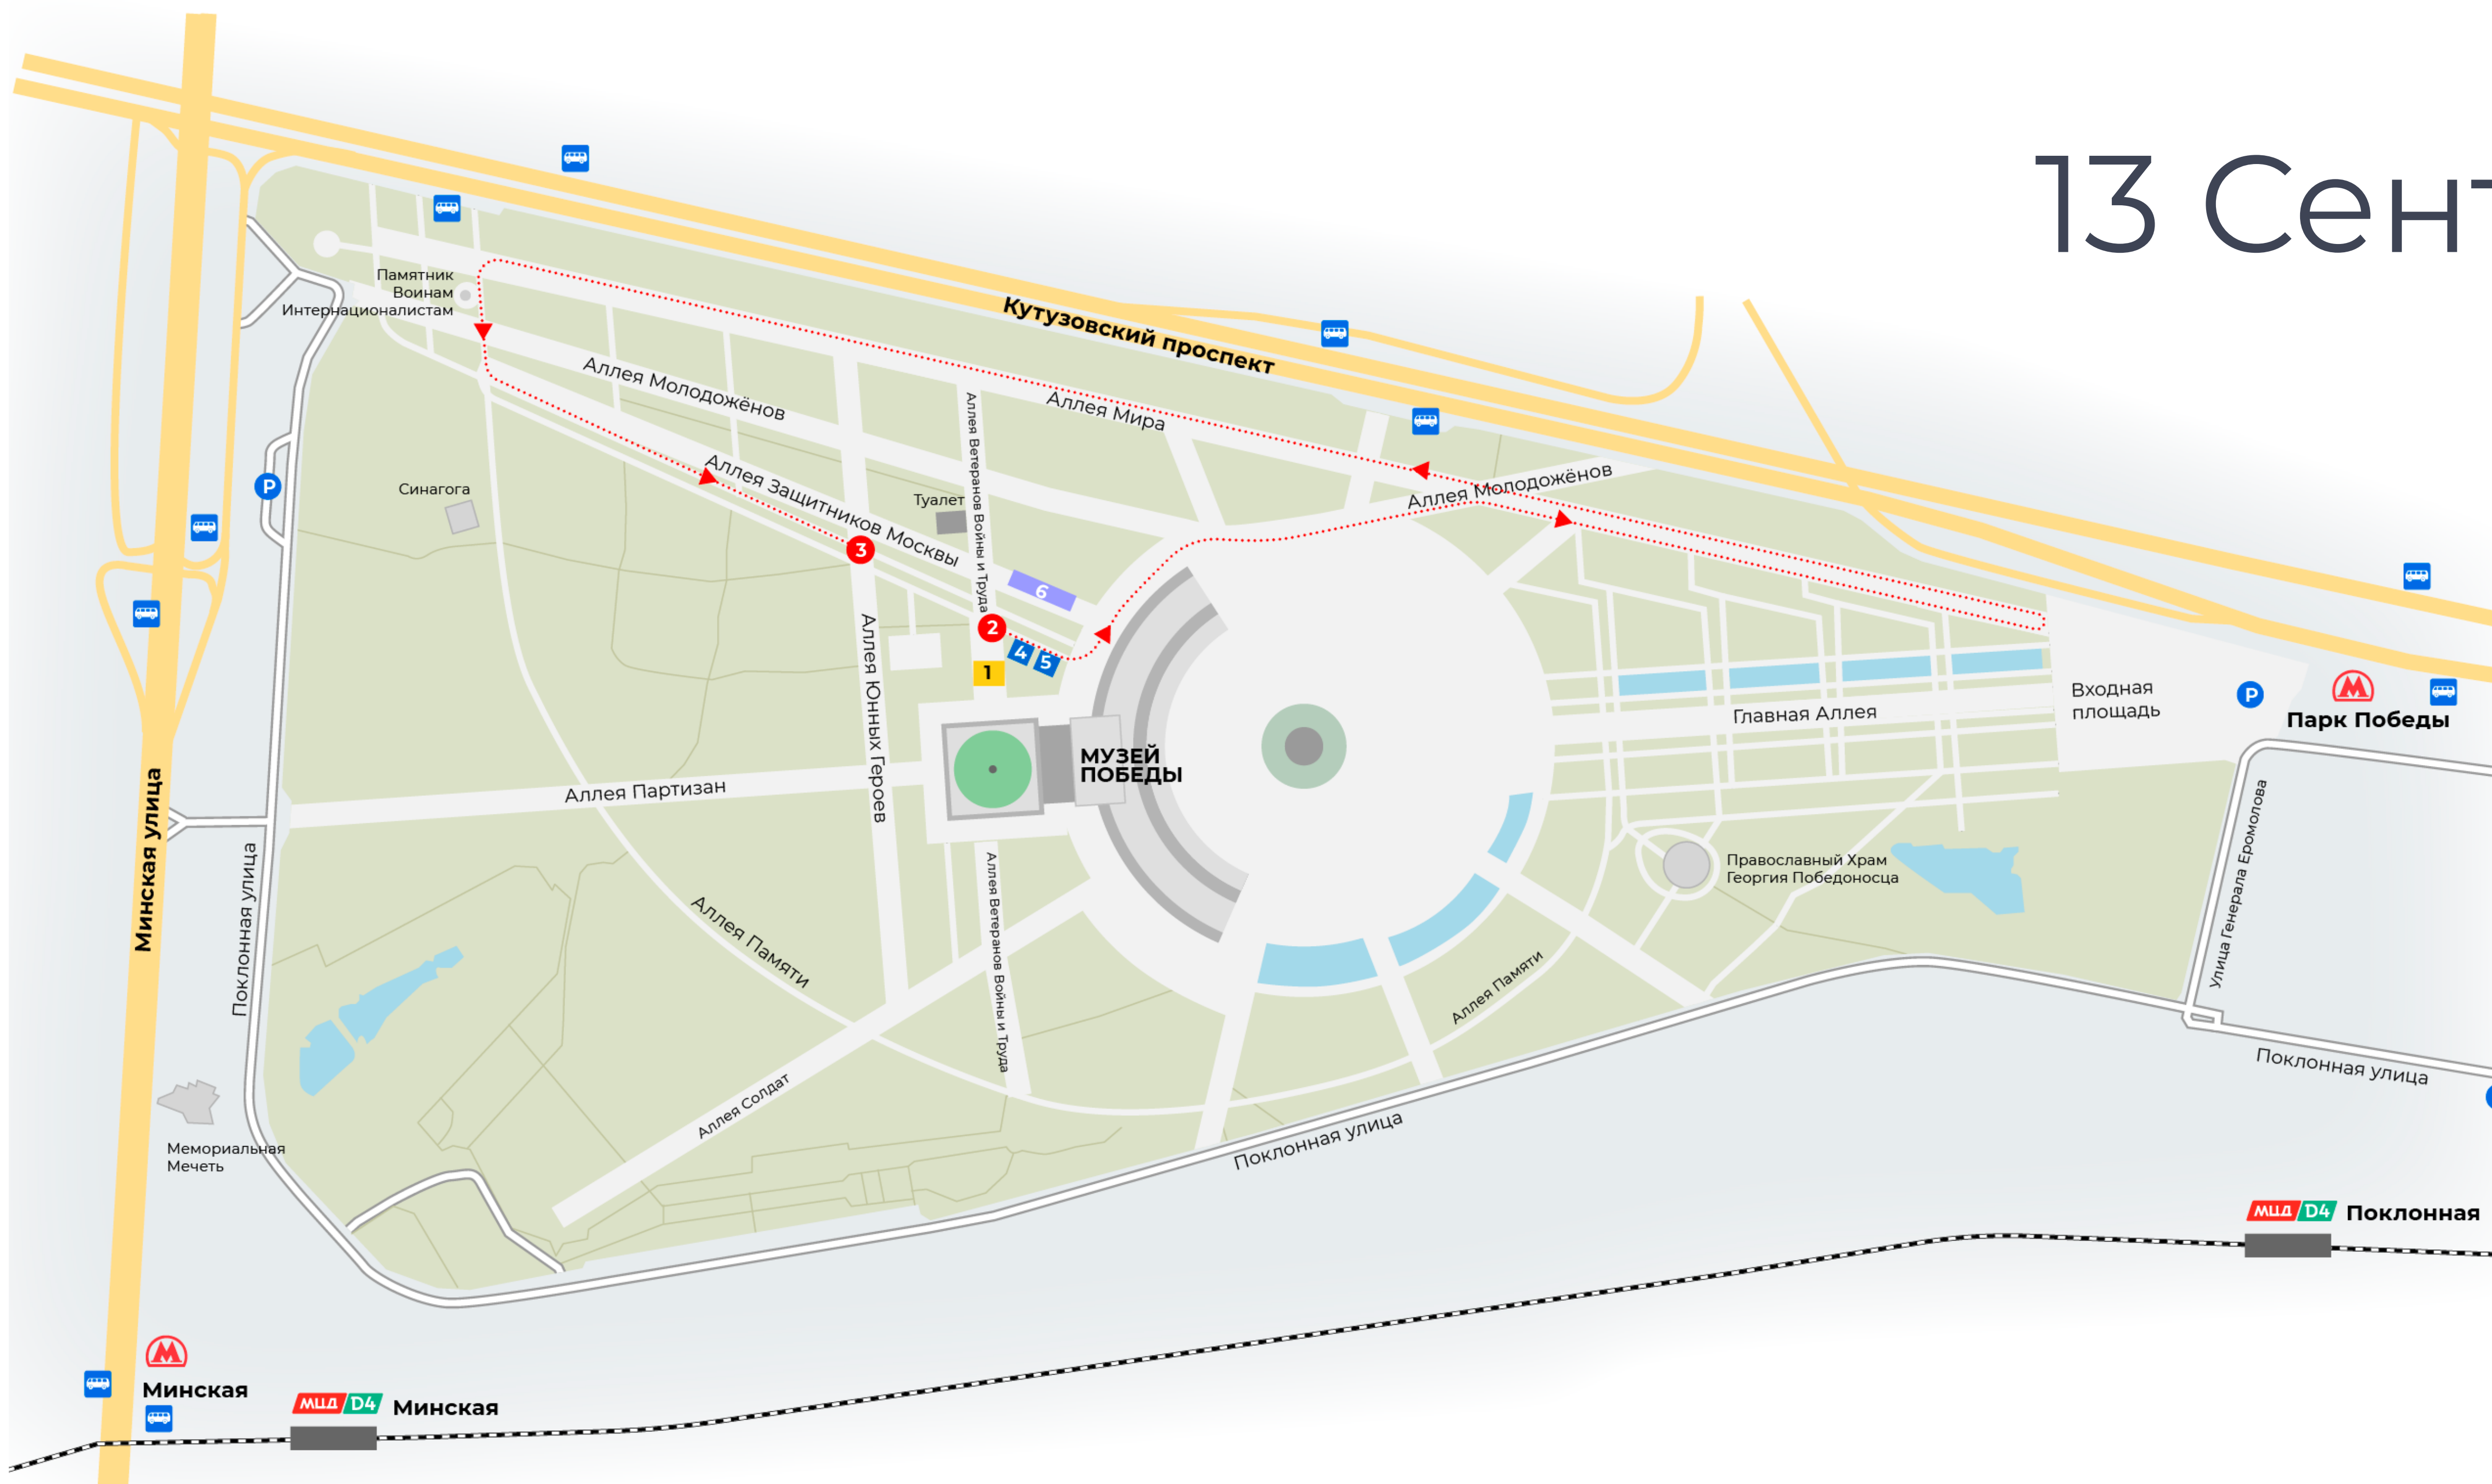 13 Сент
Памятник
Воинам
Интернационалистам
Кутузовский проспект
Аллея Молодожёнов
Аллея Мира
Аллея Ветеранов Войны и Труда
Аллея Молодожёнов
P
Синагога
Аллея Защитников Москвы
Туалет
3
6
2
4
5
1
Аллея Юнных Героев
Входная
площадь
P
Парк Победы
Главная Аллея
МУЗЕЙ
ПОБЕДЫ
Аллея Партизан
Минская улица
Поклонная улица
Улица Генерала Еромолова
Православный Храм
Георгия Победоносца
Аллея Памяти
Аллея Ветеранов Войны и Труда
Аллея Памяти
Аллея Солдат
Поклонная улица
Поклонная улица
Мемориальная
Мечеть
МЦД D4 Поклонная
М
Минская
МЦД D4 Минская